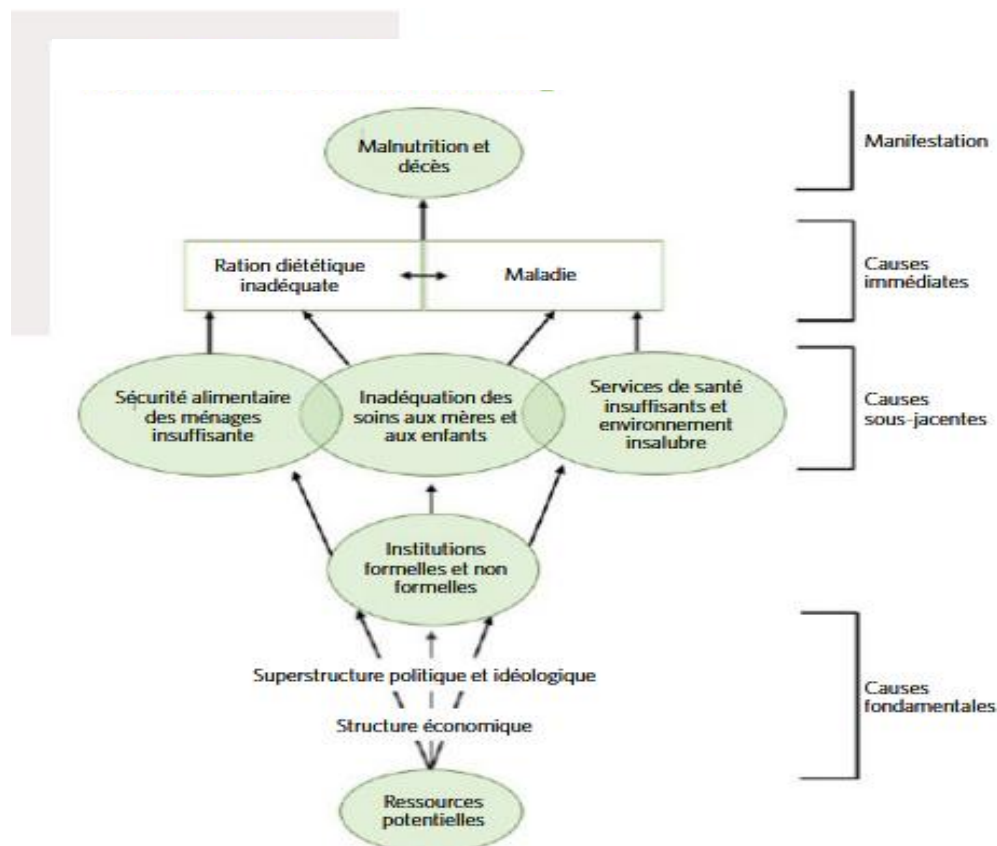 Malnutrition et
décès
Manifestation
Ration diététique
inadéquate
Maladie
Causes
immédiates
Sécurité alimentaire
des ménages
insuffisante
Inadéquation des
soins aux mères et
aux enfants
Services de santé
insuffisants et
environnement
insalubre
Causes
sous-jacentes
Institutions
formelles et non
formelles
Superstructure politique et idéologique
Structure économique
Causes
fondamentales
Ressources
potentielles